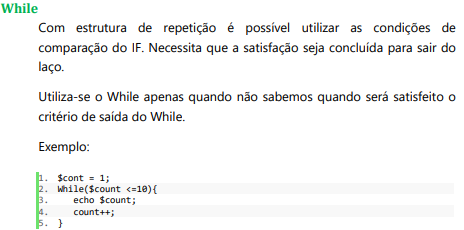 While
Com estrutura de repetição é possível utilizar as condições de
comparação do IF. Necessita que a satisfação seja concluída para sair do
laço.
Utiliza-se o While apenas quando não sabemos quando será satisfeito o
critério de saída do While.
Exemplo:
1. $cont = 1;
2. While($count <=10){
3. echo $count;
4. count++;
5. }